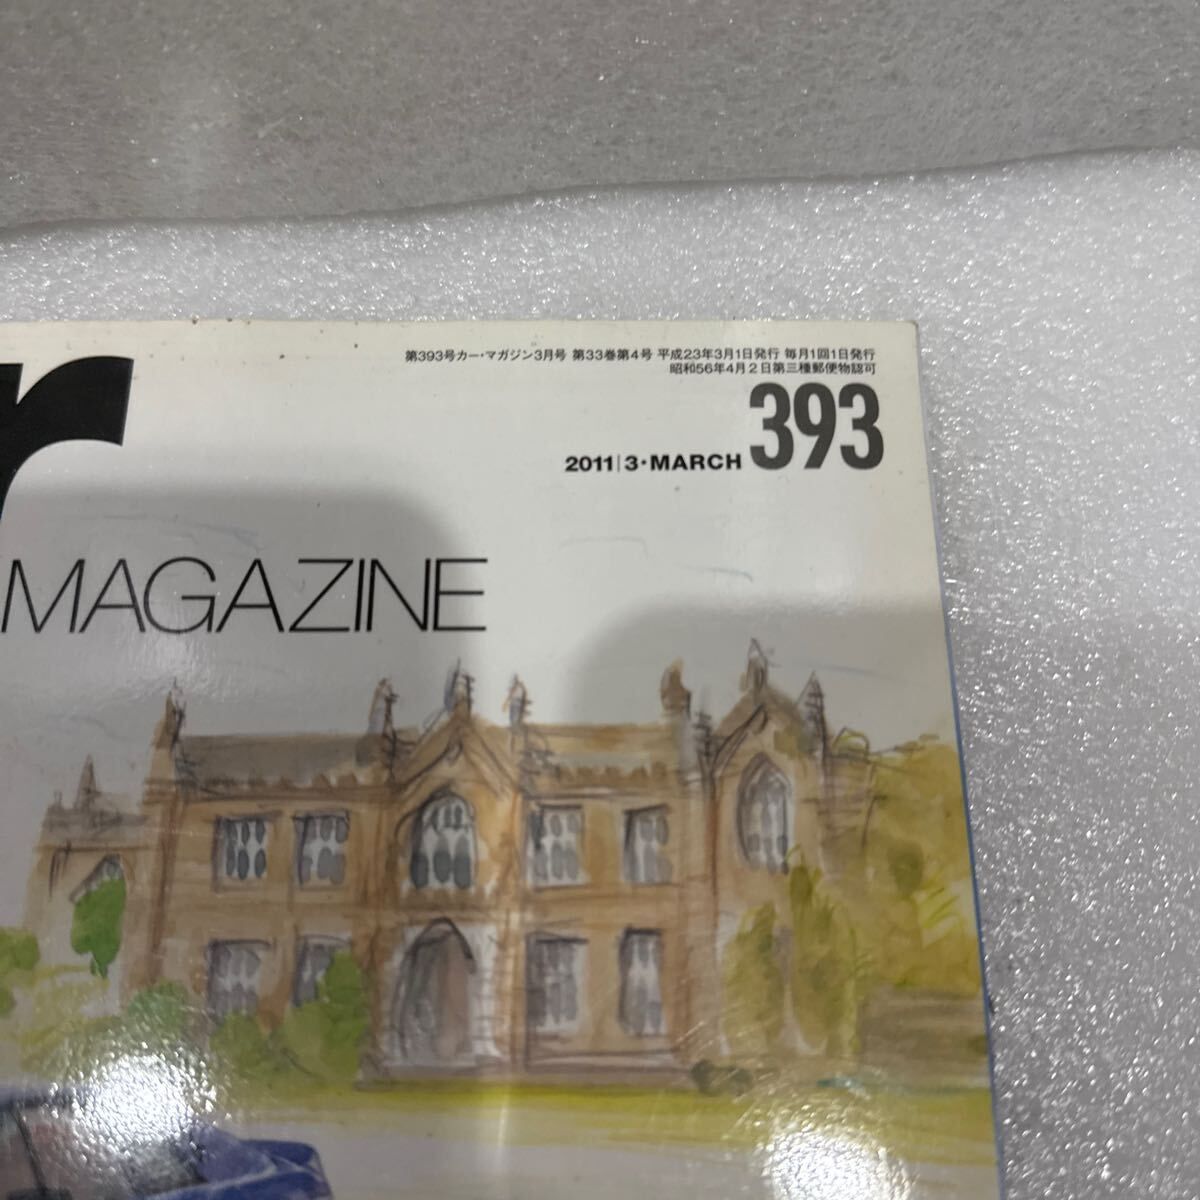 第393号カー・マガジン3月号 第33巻第4号 平成23年3月1日発行 毎月1回1日発行
昭和56年4月2日第三種郵便物認可
r
2011|3・MARCH 393
MAGAZINE